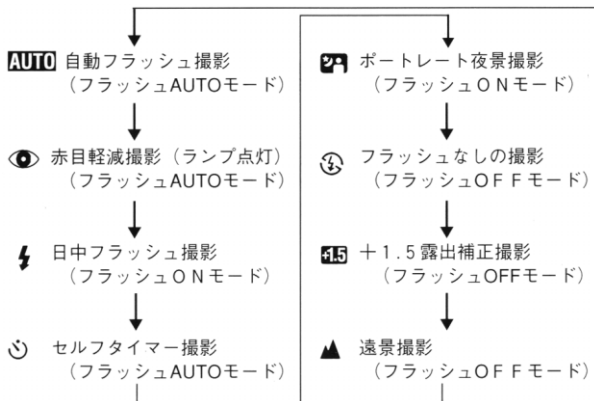 AUTO 自動フラッシュ撮影
(フラッシュAUTOモード)
赤目軽減撮影（ランプ点灯）
(フラッシュAUTOモード)
日中フラッシュ撮影
(フラッシュＯＮモード)
セルフタイマー撮影
(フラッシュAUTOモード)
ポートレート夜景撮影
(フラッシュＯＮモード)
フラッシュなしの撮影
(フラッシュＯＦＦモード)
+1.5 ＋１.５露出補正撮影
(フラッシュOFFモード)
遠景撮影
(フラッシュＯＦＦモード)